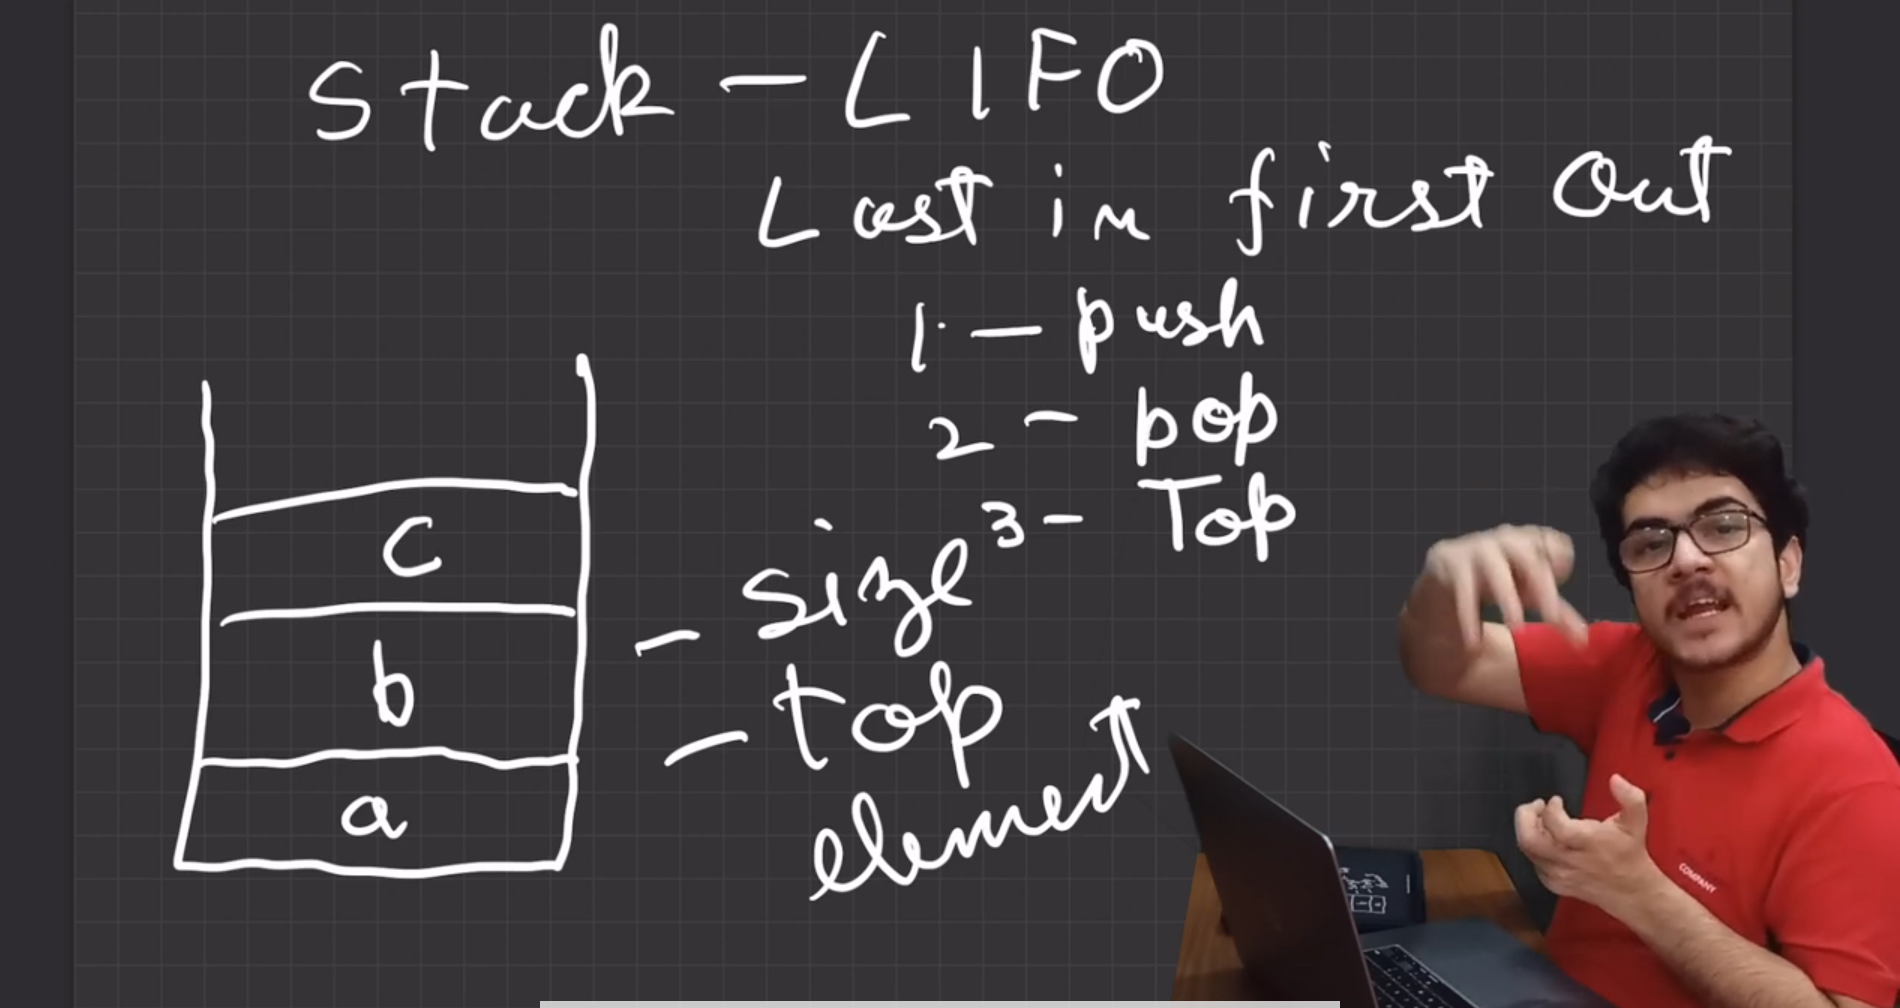 Stack - LIFO
Last in first Out
1 - push
2 - pop
3 - Top
- size
- top
element
c
b
a
COMPANY